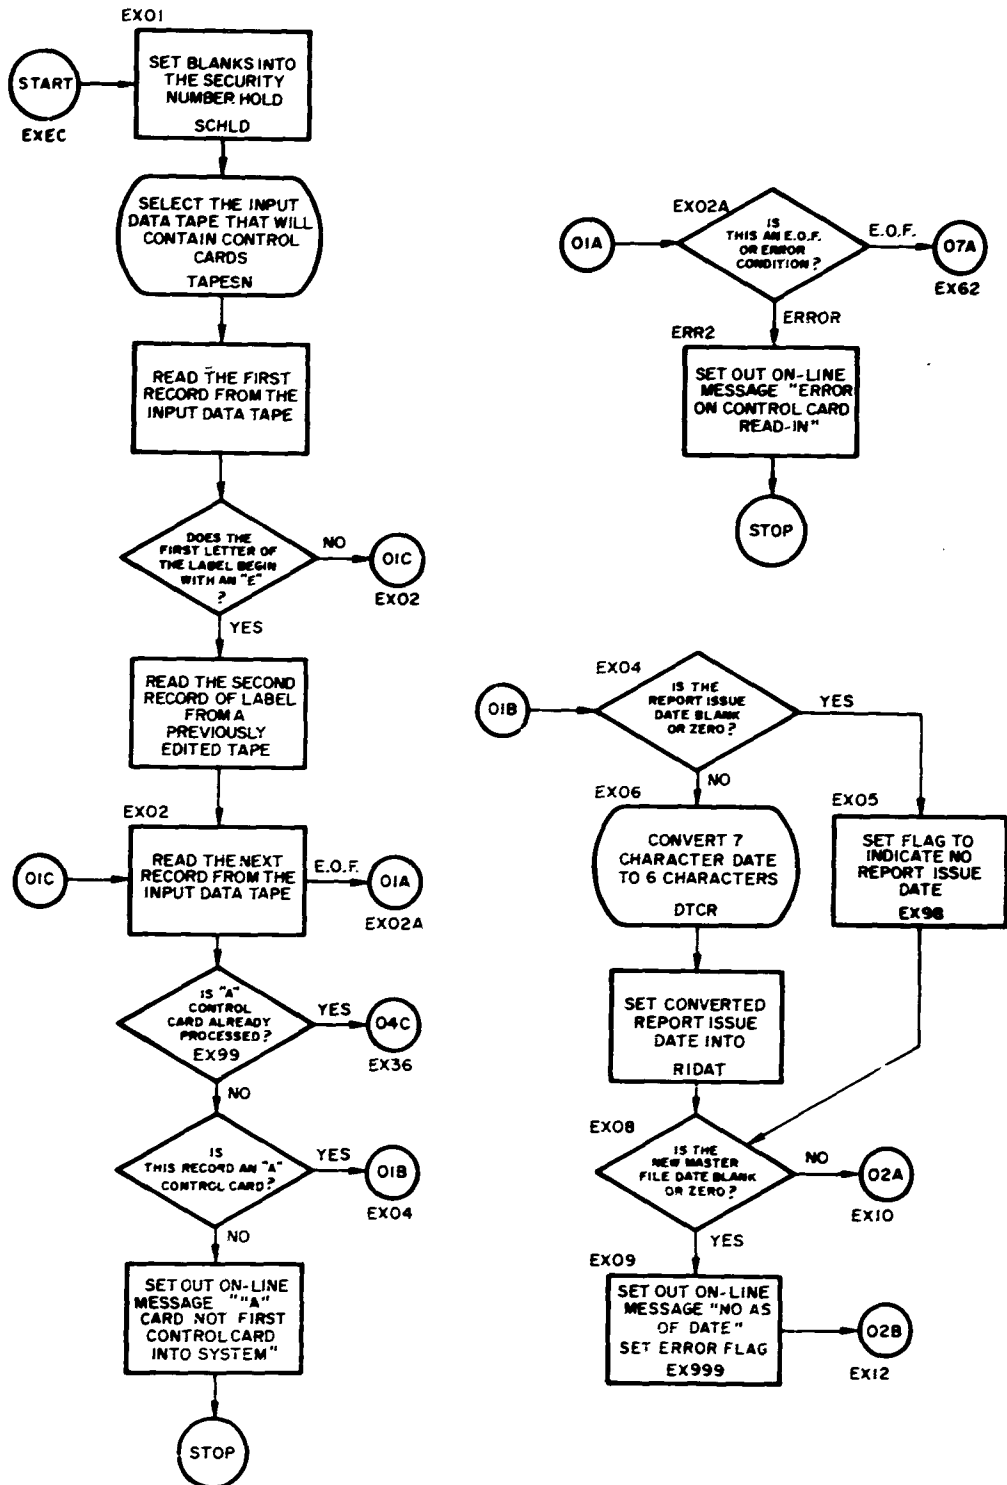 EX01
START
EXEC
SET BLANKS INTO
THE SECURITY
NUMBER HOLD
SCHLD
SELECT THE INPUT
DATA TAPE THAT WILL
CONTAIN CONTROL
CARDS
TAPESN
READ THE FIRST
RECORD FROM THE
INPUT DATA TAPE
DOES THE
FIRST LETTER OF
THE LABEL BEGIN
WITH AN "E"
?
NO
01C
EX02
YES
READ THE SECOND
RECORD OF LABEL
FROM A
PREVIOUSLY
EDITED TAPE
EX02
01C
READ THE NEXT
RECORD FROM THE
INPUT DATA TAPE
E.O.F.
01A
EX02A
IS "A"
CONTROL
CARD ALREADY
PROCESSED?
EX99
YES
04C
EX36
NO
IS
THIS RECORD AN "A"
CONTROL CARD?
YES
01B
EX04
NO
SET OUT ON-LINE
MESSAGE ""A"
CARD NOT FIRST
CONTROL CARD
INTO SYSTEM"
STOP
01A
EX02A
IS
THIS AN E.O.F.
OR ERROR
CONDITION?
E.O.F.
07A
EX62
ERROR
ERR2
SET OUT ON-LINE
MESSAGE "ERROR
ON CONTROL CARD
READ-IN"
STOP
01B
EX04
IS THE
REPORT ISSUE
DATE BLANK
OR ZERO?
YES
NO
EX06
CONVERT 7
CHARACTER DATE
TO 6 CHARACTERS
DTCR
EX05
SET FLAG TO
INDICATE NO
REPORT ISSUE
DATE
EX98
SET CONVERTED
REPORT ISSUE
DATE INTO
RIDAT
EX08
IS THE
NEW MASTER
FILE DATE BLANK
OR ZERO?
NO
02A
EX10
YES
EX09
SET OUT ON-LINE
MESSAGE "NO AS
OF DATE"
SET ERROR FLAG
EX999
02B
EX12